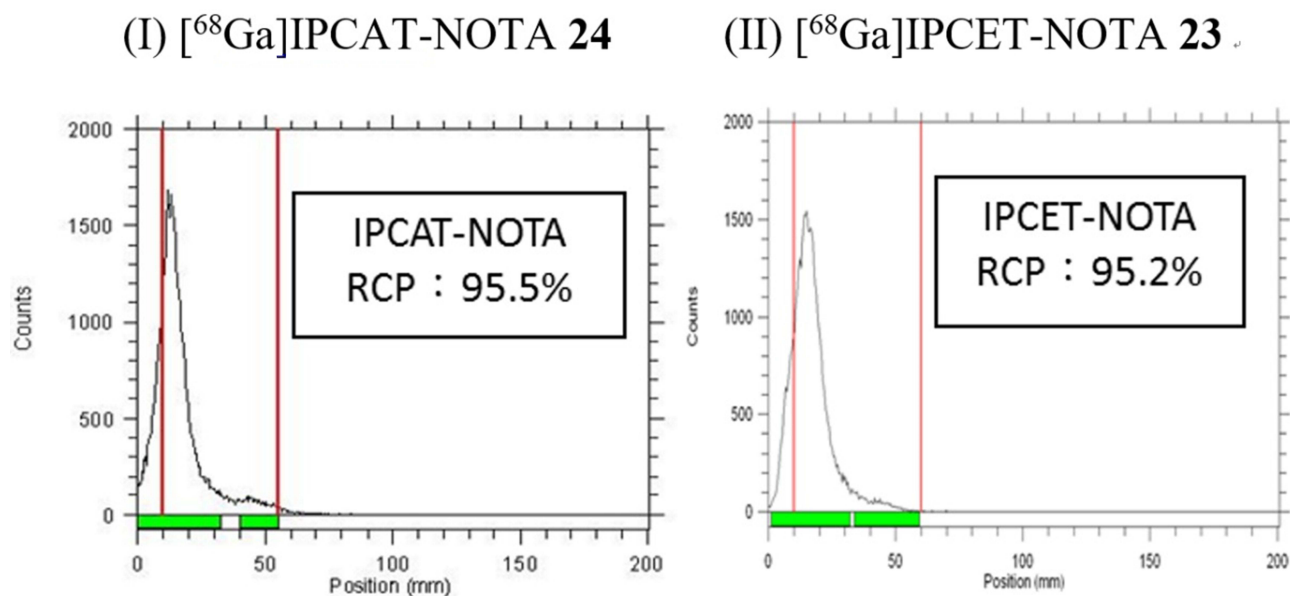 (I) [⁶⁸Ga]IPCAT-NOTA 24
(II) [⁶⁸Ga]IPCET-NOTA 23
2000
1500
1000
500
0
Counts
IPCAT-NOTA
RCP：95.5%
0 50 100 150 200
Position (mm)
2000
1500
1000
500
0
Counts
IPCET-NOTA
RCP：95.2%
0 50 100 150 200
Position (mm)